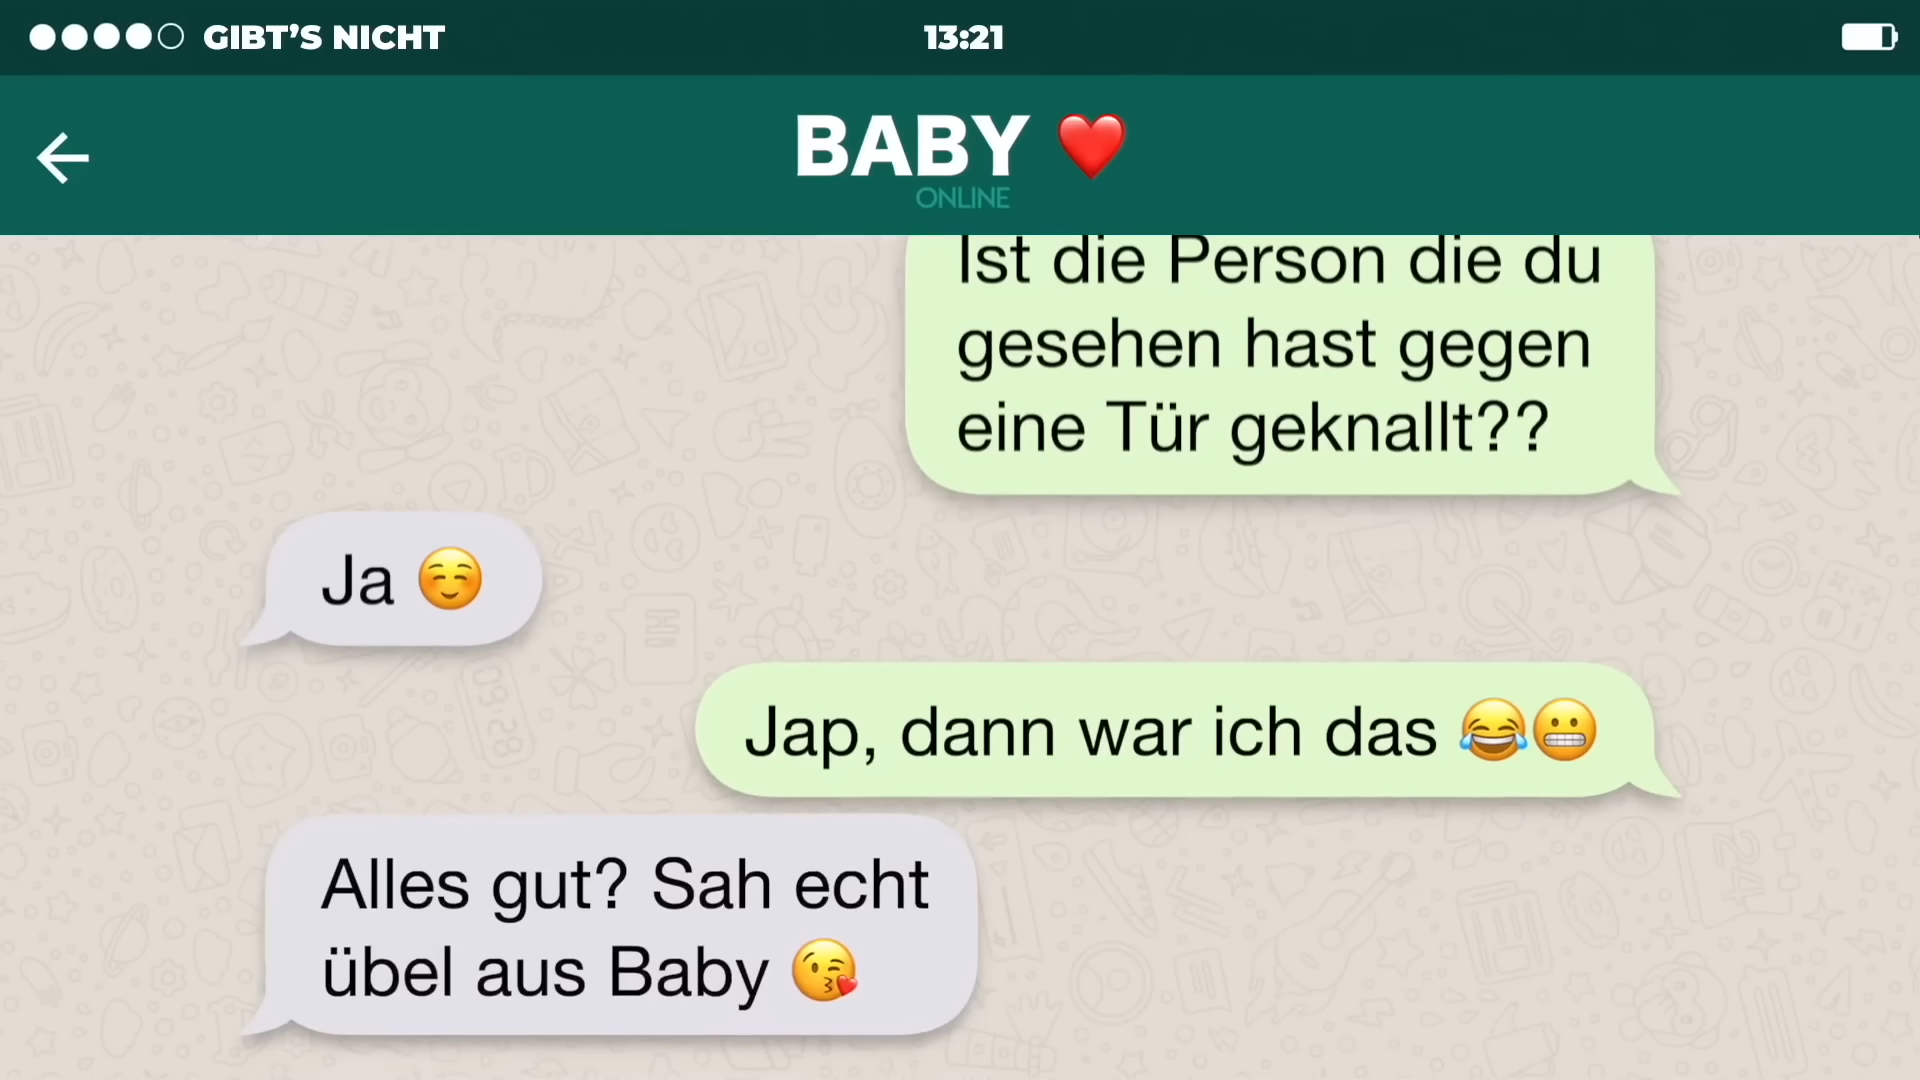 GIBT'S NICHT
13:21
BABY ❤️
ONLINE
Ist die Person die du
gesehen hast gegen
eine Tür geknallt??
Ja ☺️
Jap, dann war ich das 😂😬
Alles gut? Sah echt
übel aus Baby 😘